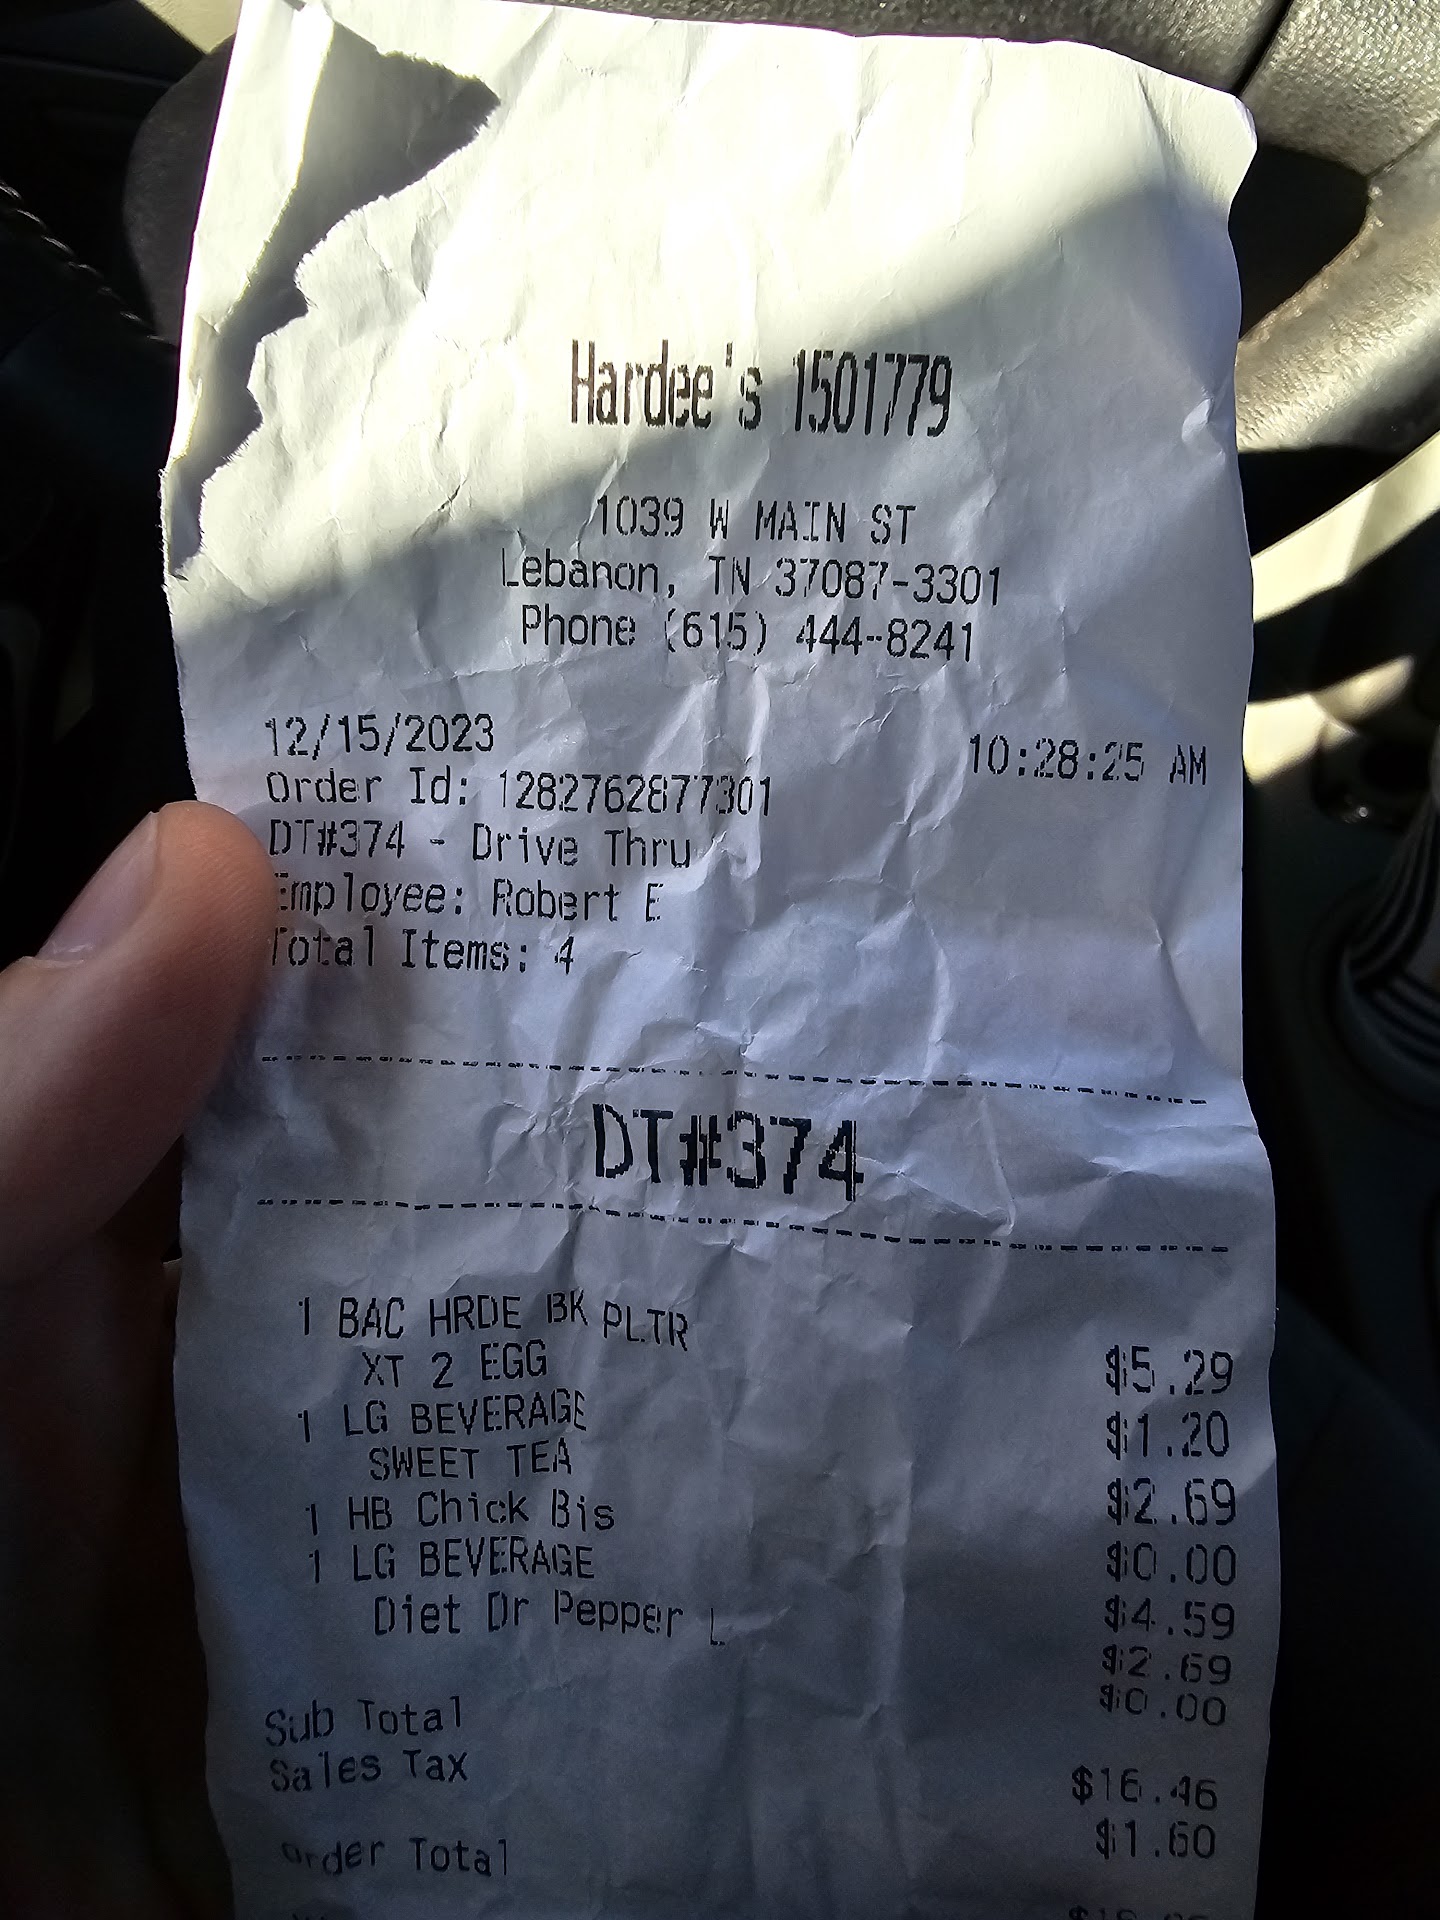 Hardee's 1501779
1039 W MAIN ST
Lebanon, TN 37087-3301
Phone (615) 444-8241
12/15/2023 10:28:25 AM
Order Id: 1282762877301
DT#374 - Drive Thru
Employee: Robert E
Total Items: 4
DT#374
1 BAC HRDE BK PLTR $5.29
XT 2 EGG $1.20
1 LG BEVERAGE $2.69
SWEET TEA $0.00
1 HB Chick Bis $4.59
1 LG BEVERAGE $2.69
Diet Dr Pepper L $0.00
Sub Total $16.46
Sales Tax $1.60
Order Total